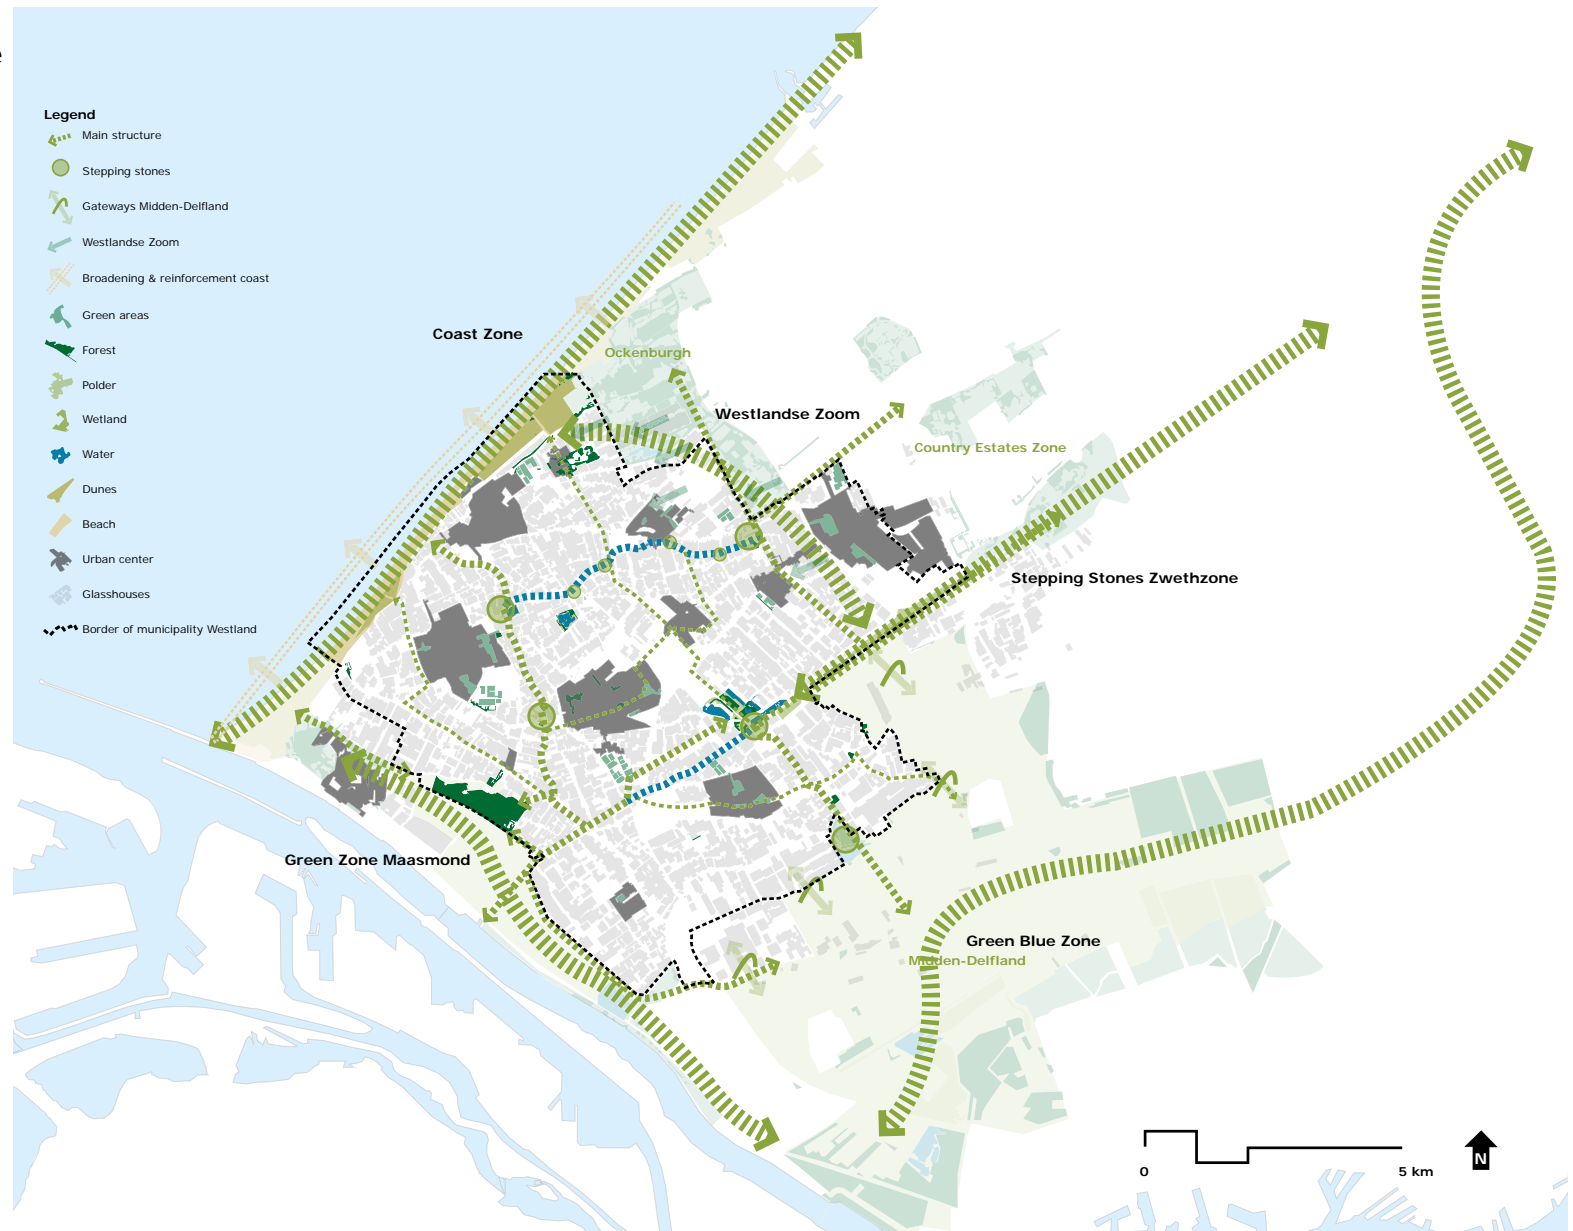 Legend
Main structure
Stepping stones
Gateways Midden-Delfland
Westlandse Zoom
Broadening & reinforcement coast
Green areas
Forest
Polder
Wetland
Water
Dunes
Beach
Urban center
Glasshouses
Border of municipality Westland
Coast Zone
Ockenburgh
Westlandse Zoom
Country Estates Zone
Stepping Stones Zwethzone
Green Zone Maasmond
Green Blue Zone
Midden-Delfland
0 5 km
N